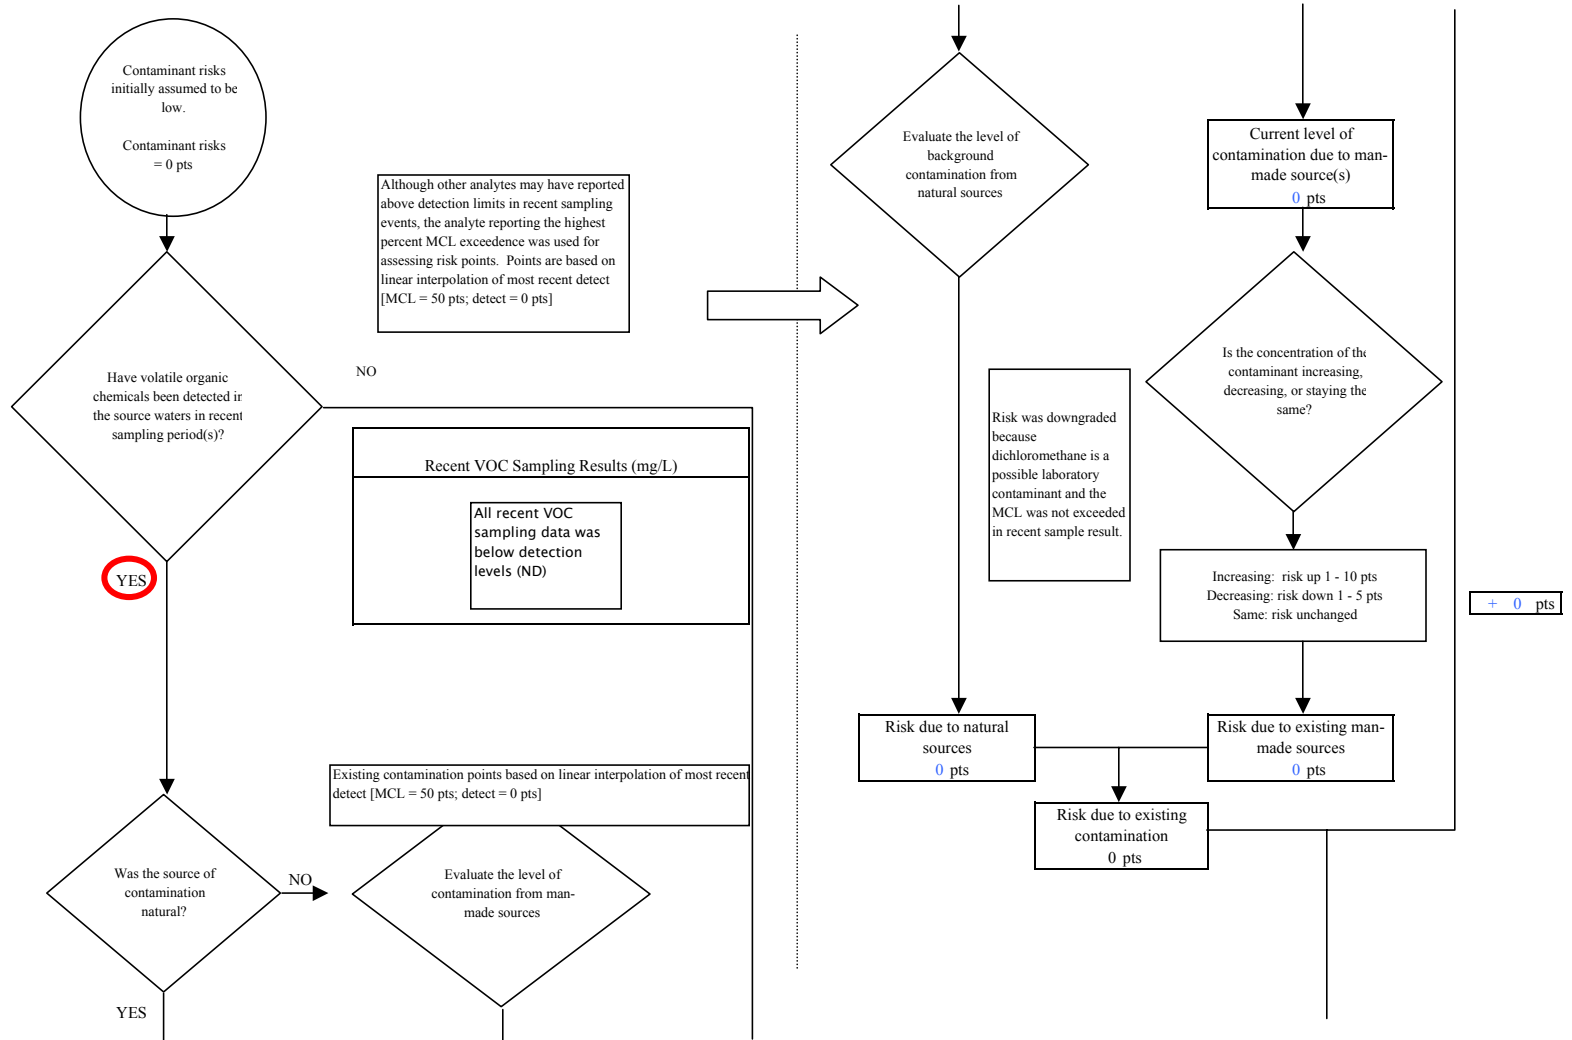 Contaminant risks
initially assumed to be
low.
Contaminant risks
= 0 pts
Although other analytes may have reported
above detection limits in recent sampling
events, the analyte reporting the highest
percent MCL exceedence was used for
assessing risk points.  Points are based on
linear interpolation of most recent detect
[MCL = 50 pts; detect = 0 pts]
Have volatile organic
chemicals been detected in
the source waters in recent
sampling period(s)?
NO
Recent VOC Sampling Results (mg/L)
All recent VOC
sampling data was
below detection
levels (ND)
YES
Existing contamination points based on linear interpolation of most recent
detect [MCL = 50 pts; detect = 0 pts]
Was the source of
contamination
natural?
NO
Evaluate the level of
contamination from man-
made sources
YES
Evaluate the level of
background
contamination from
natural sources
Current level of
contamination due to man-
made source(s)
0 pts
Is the concentration of the
contaminant increasing,
decreasing, or staying the
same?
Risk was downgraded
because
dichloromethane is a
possible laboratory
contaminant and the
MCL was not exceeded
in recent sample result.
Increasing:  risk up 1 - 10 pts
Decreasing: risk down 1 - 5 pts
Same: risk unchanged
+ 0 pts
Risk due to natural
sources
0 pts
Risk due to existing man-
made sources
0 pts
Risk due to existing
contamination
0 pts